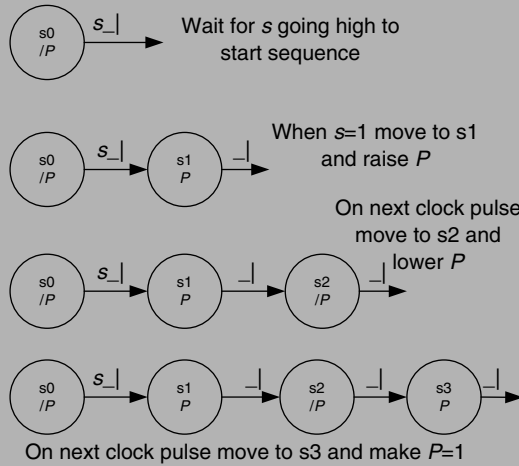 s0
/P
s_|
Wait for s going high to
start sequence
s0
/P
s_|
s1
P
_|
When s=1 move to s1
and raise P
s0
/P
s_|
s1
P
_|
s2
/P
_|
On next clock pulse
move to s2 and
lower P
s0
/P
s_|
s1
P
_|
s2
/P
_|
s3
P
_|
On next clock pulse move to s3 and make P=1